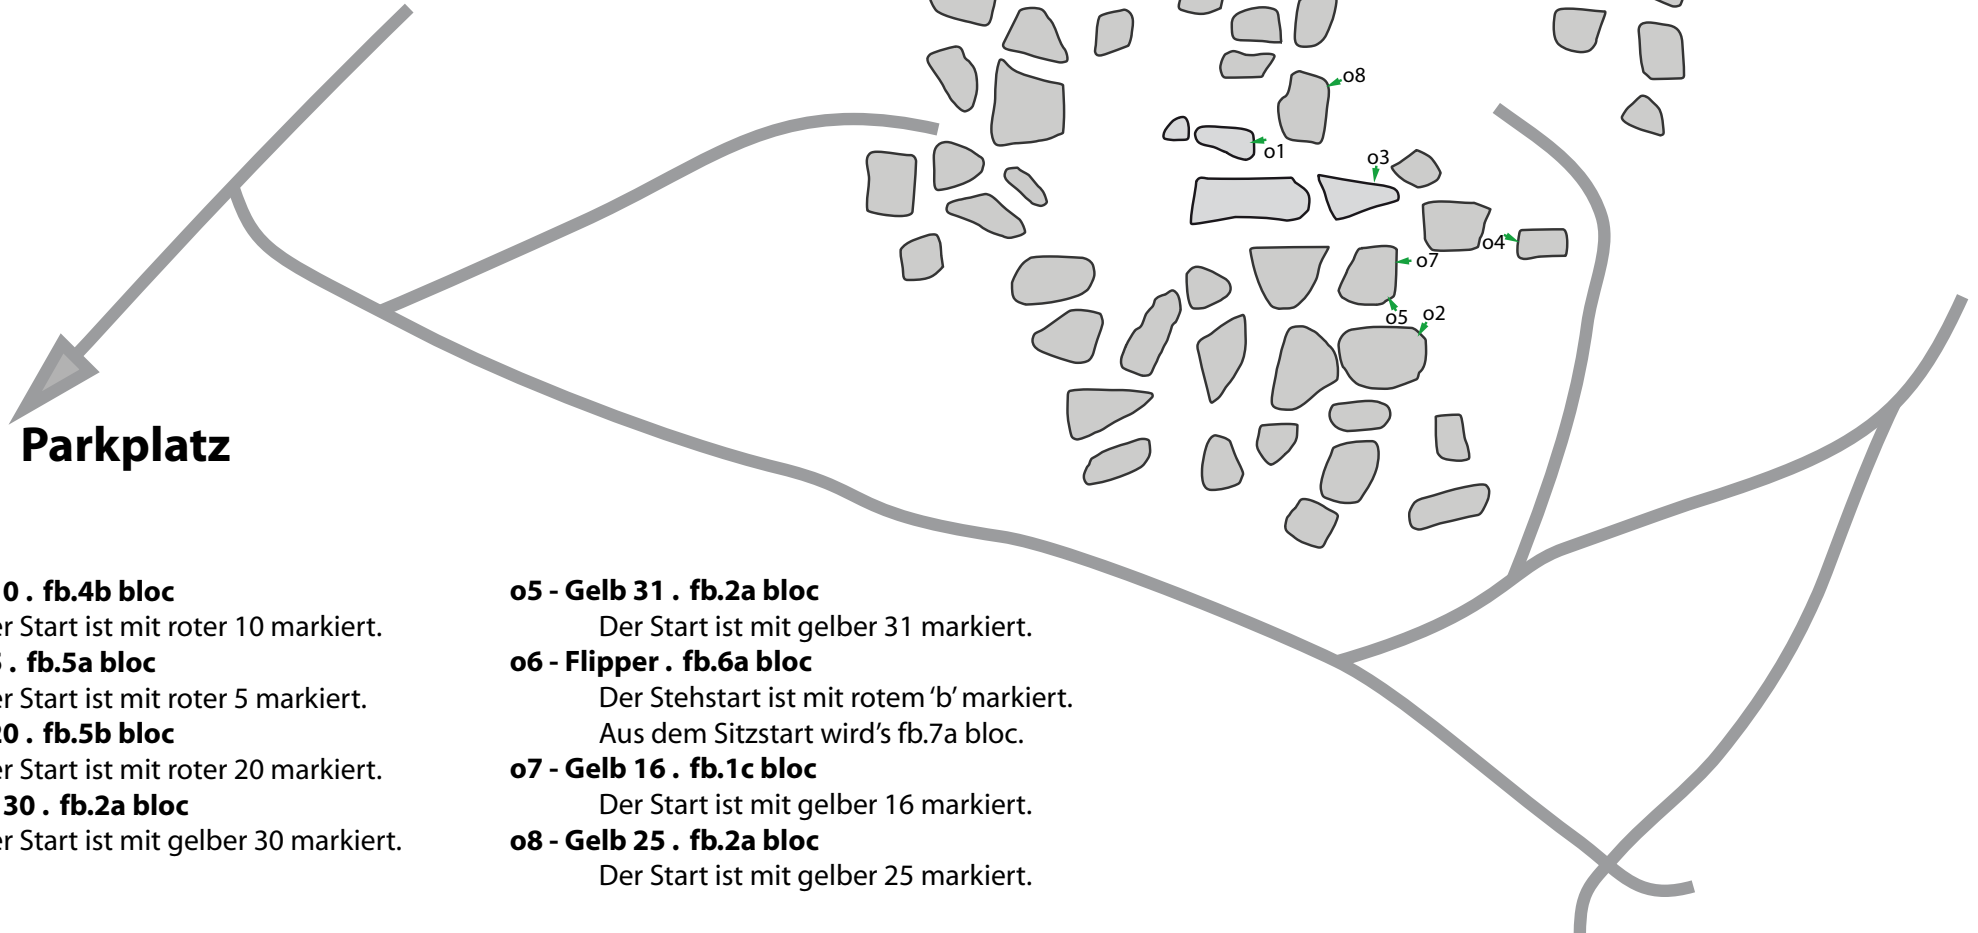 o8
o1
o3
o4
o7
o5
o2
Parkplatz
0 . fb.4b bloc
er Start ist mit roter 10 markiert.
. fb.5a bloc
er Start ist mit roter 5 markiert.
20 . fb.5b bloc
er Start ist mit roter 20 markiert.
30 . fb.2a bloc
er Start ist mit gelber 30 markiert.
o5 - Gelb 31 . fb.2a bloc
Der Start ist mit gelber 31 markiert.
o6 - Flipper . fb.6a bloc
Der Stehstart ist mit rotem ‘b’ markiert.
Aus dem Sitzstart wird’s fb.7a bloc.
o7 - Gelb 16 . fb.1c bloc
Der Start ist mit gelber 16 markiert.
o8 - Gelb 25 . fb.2a bloc
Der Start ist mit gelber 25 markiert.